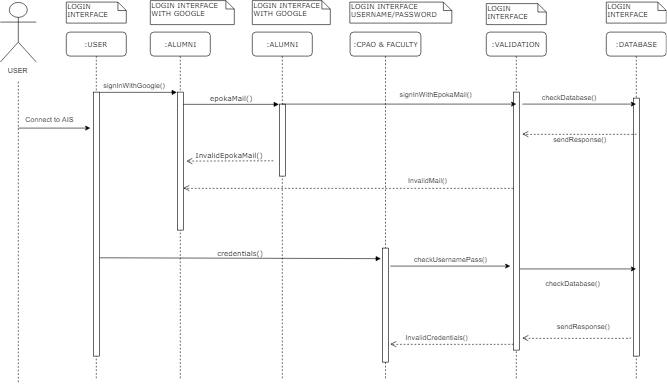 LOGIN
INTERFACE
LOGIN INTERFACE
WITH GOOGLE
LOGIN INTERFACE
WITH GOOGLE
LOGIN INTERFACE
USERNAME/PASSWORD
LOGIN
INTERFACE
LOGIN
INTERFACE
:USER
:ALUMNI
:ALUMNI
:CPAO & FACULTY
:VALIDATION
:DATABASE
USER
signInWithGoogle()
epokaMail()
signInWithEpokaMail()
checkDatabase()
Connect to AIS
sendResponse()
InvalidEpokaMail()
InvalidMail()
credentials()
checkUsernamePass()
checkDatabase()
sendResponse()
InvalidCredentials()